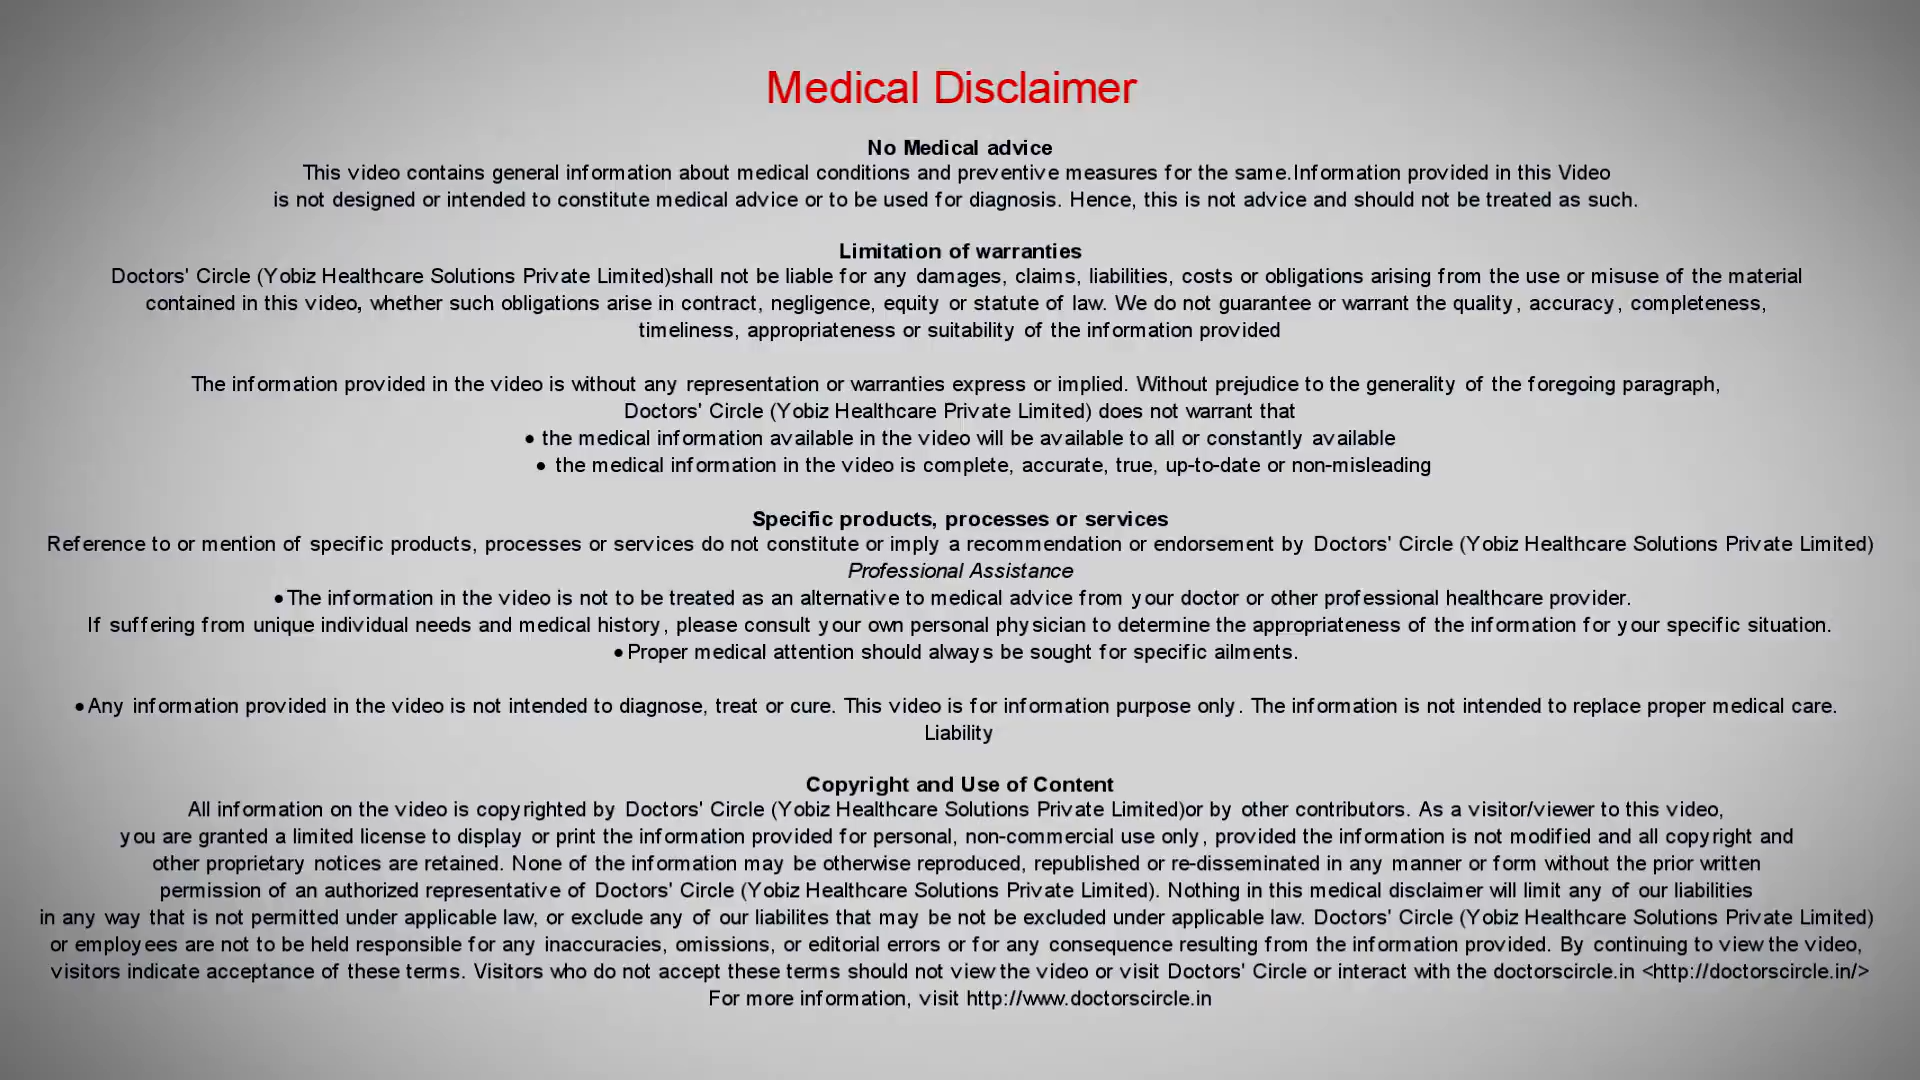 Medical Disclaimer
No Medical advice
This video contains general information about medical conditions and preventive measures for the same.Information provided in this Video
is not designed or intended to constitute medical advice or to be used for diagnosis. Hence, this is not advice and should not be treated as such.
Limitation of warranties
Doctors' Circle (Yobiz Healthcare Solutions Private Limited)shall not be liable for any damages, claims, liabilities, costs or obligations arising from the use or misuse of the material
contained in this video, whether such obligations arise in contract, negligence, equity or statute of law. We do not guarantee or warrant the quality, accuracy, completeness,
timeliness, appropriateness or suitability of the information provided
The information provided in the video is without any representation or warranties express or implied. Without prejudice to the generality of the foregoing paragraph,
Doctors' Circle (Yobiz Healthcare Private Limited) does not warrant that
• the medical information available in the video will be available to all or constantly available
• the medical information in the video is complete, accurate, true, up-to-date or non-misleading
Specific products, processes or services
Reference to or mention of specific products, processes or services do not constitute or imply a recommendation or endorsement by Doctors' Circle (Yobiz Healthcare Solutions Private Limited)
Professional Assistance
•The information in the video is not to be treated as an alternative to medical advice from your doctor or other professional healthcare provider.
If suffering from unique individual needs and medical history, please consult your own personal physician to determine the appropriateness of the information for your specific situation.
•Proper medical attention should always be sought for specific ailments.
•Any information provided in the video is not intended to diagnose, treat or cure. This video is for information purpose only. The information is not intended to replace proper medical care.
Liability
Copyright and Use of Content
All information on the video is copyrighted by Doctors' Circle (Yobiz Healthcare Solutions Private Limited)or by other contributors. As a visitor/viewer to this video,
you are granted a limited license to display or print the information provided for personal, non-commercial use only, provided the information is not modified and all copyright and
other proprietary notices are retained. None of the information may be otherwise reproduced, republished or re-disseminated in any manner or form without the prior written
permission of an authorized representative of Doctors' Circle (Yobiz Healthcare Solutions Private Limited). Nothing in this medical disclaimer will limit any of our liabilities
in any way that is not permitted under applicable law, or exclude any of our liabilites that may be not be excluded under applicable law. Doctors' Circle (Yobiz Healthcare Solutions Private Limited)
or employees are not to be held responsible for any inaccuracies, omissions, or editorial errors or for any consequence resulting from the information provided. By continuing to view the video,
visitors indicate acceptance of these terms. Visitors who do not accept these terms should not view the video or visit Doctors' Circle or interact with the doctorscircle.in <http://doctorscircle.in/>
For more information, visit http://www.doctorscircle.in